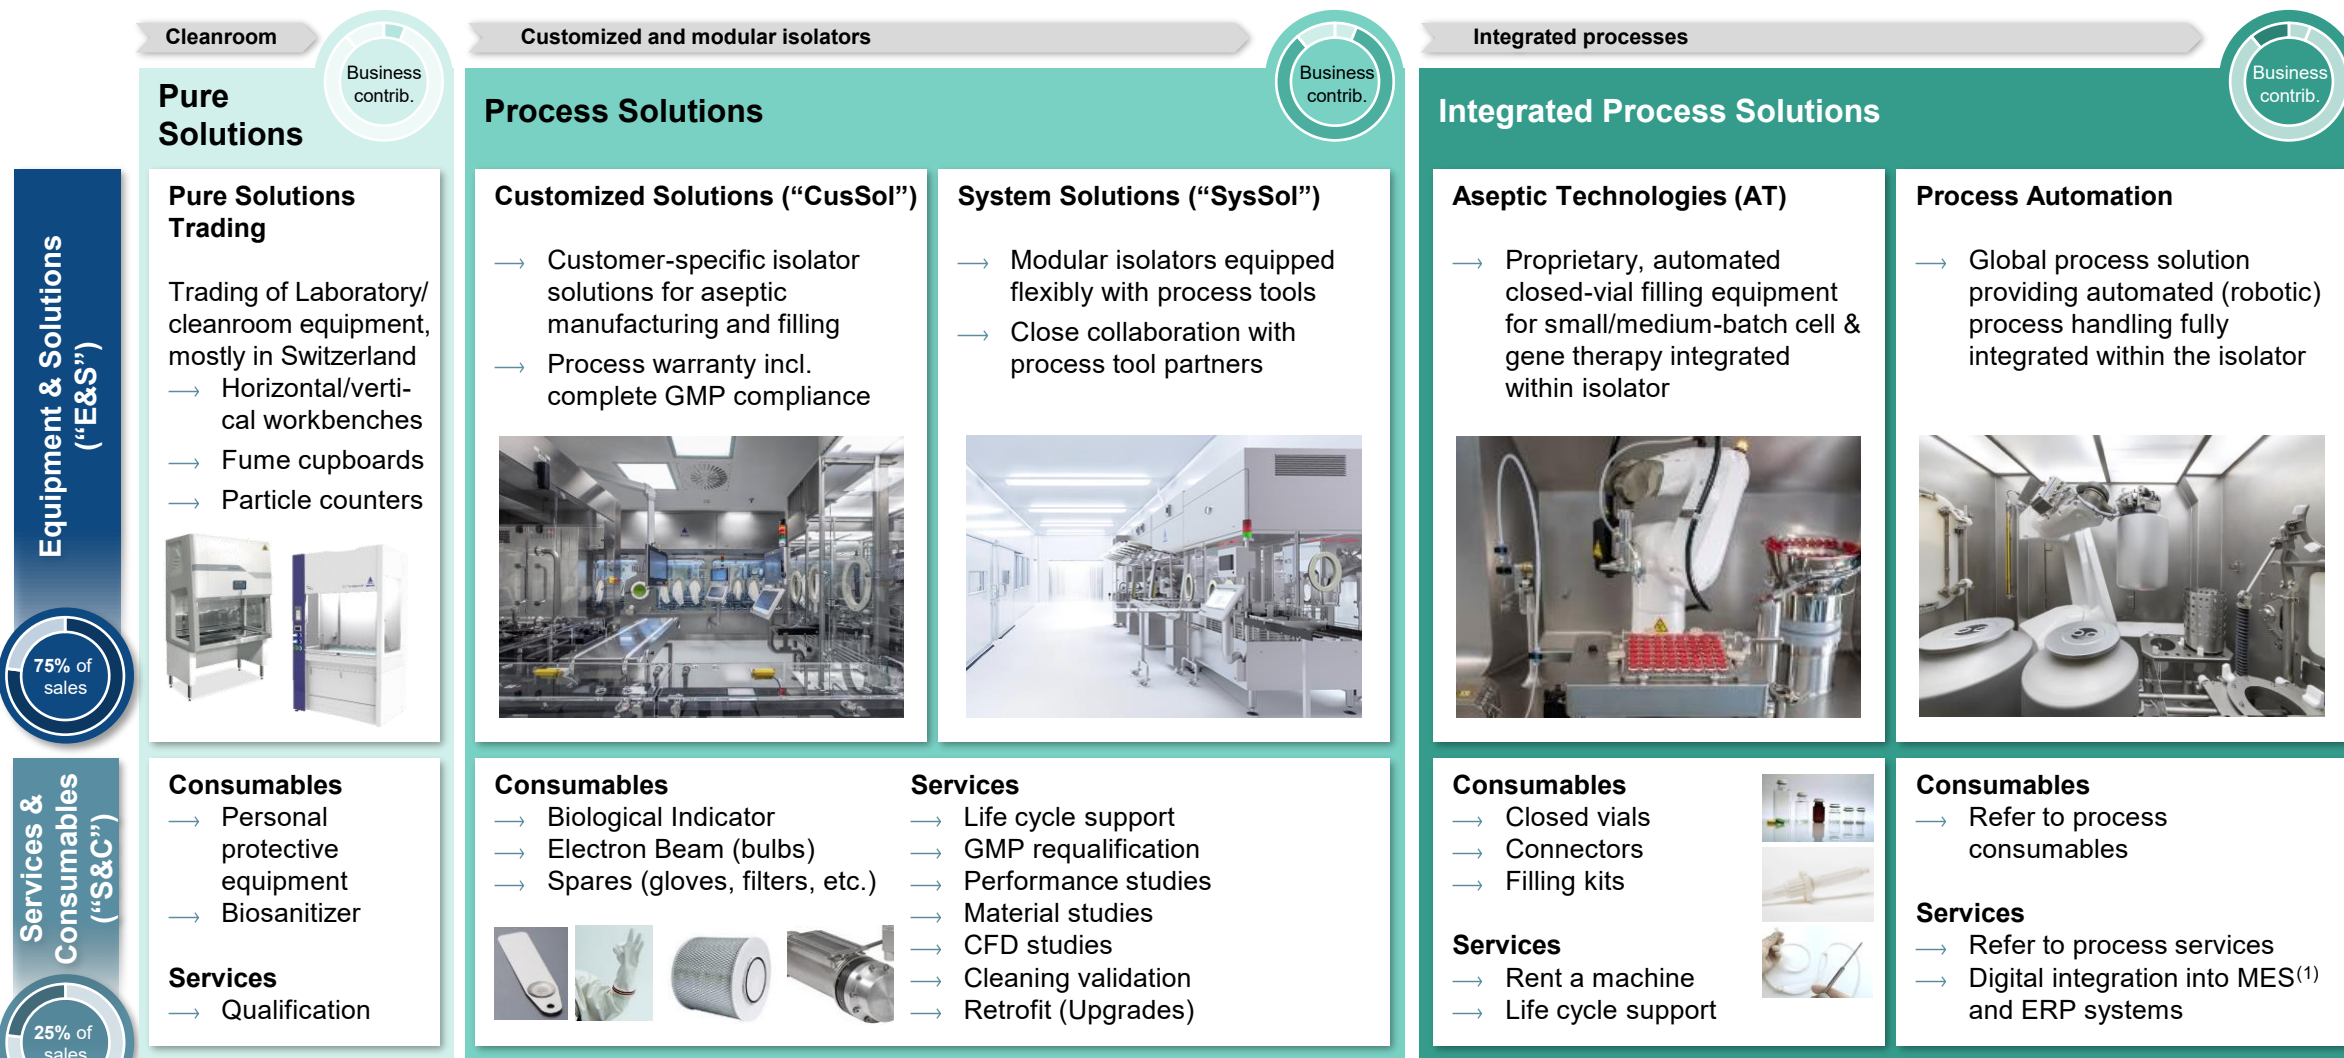 Cleanroom
Customized and modular isolators
Integrated processes
Business
contrib.
Business
contrib.
Business
contrib.
Pure
Solutions
Process Solutions
Integrated Process Solutions
Equipment & Solutions
(“E&S”)
75% of
sales
Pure Solutions
Trading
Trading of Laboratory/
cleanroom equipment,
mostly in Switzerland
Horizontal/verti-
cal workbenches
Fume cupboards
Particle counters
Customized Solutions (“CusSol”)
Customer-specific isolator
solutions for aseptic
manufacturing and filling
Process warranty incl.
complete GMP compliance
System Solutions (“SysSol”)
Modular isolators equipped
flexibly with process tools
Close collaboration with
process tool partners
Aseptic Technologies (AT)
Proprietary, automated
closed-vial filling equipment
for small/medium-batch cell &
gene therapy integrated
within isolator
Process Automation
Global process solution
providing automated (robotic)
process handling fully
integrated within the isolator
Services &
Consumables
(“S&C”)
25% of
sales
Consumables
Personal
protective
equipment
Biosanitizer
Services
Qualification
Consumables
Biological Indicator
Electron Beam (bulbs)
Spares (gloves, filters, etc.)
Services
Life cycle support
GMP requalification
Performance studies
Material studies
CFD studies
Cleaning validation
Retrofit (Upgrades)
Consumables
Closed vials
Connectors
Filling kits
Services
Rent a machine
Life cycle support
Consumables
Refer to process
consumables
Services
Refer to process services
Digital integration into MES(1)
and ERP systems